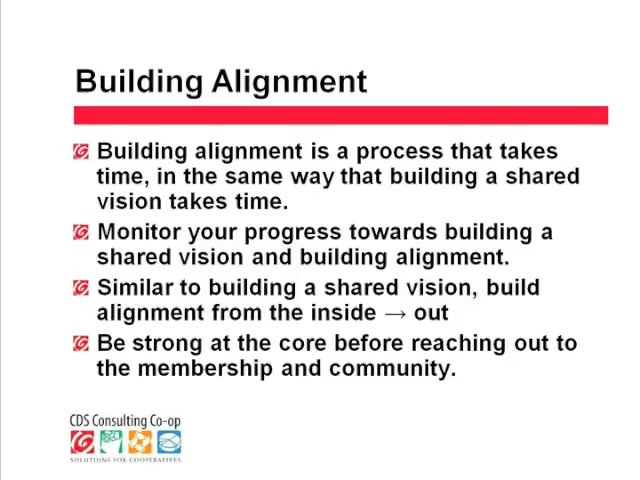 Building Alignment
Building alignment is a process that takes
time, in the same way that building a shared
vision takes time.
Monitor your progress towards building a
shared vision and building alignment.
Similar to building a shared vision, build
alignment from the inside → out
Be strong at the core before reaching out to
the membership and community.
CDS Consulting Co-op
SOLUTIONS FOR COOPERATIVES